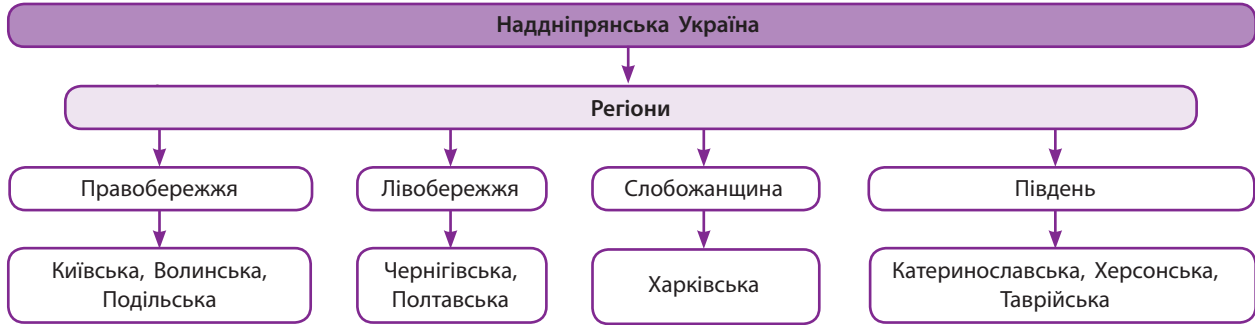 Наддніпрянська Україна
Регіони
Правобережжя
Лівобережжя
Слобожанщина
Південь
Київська, Волинська,
Подільська
Чернігівська,
Полтавська
Харківська
Катеринославська, Херсонська,
Таврійська